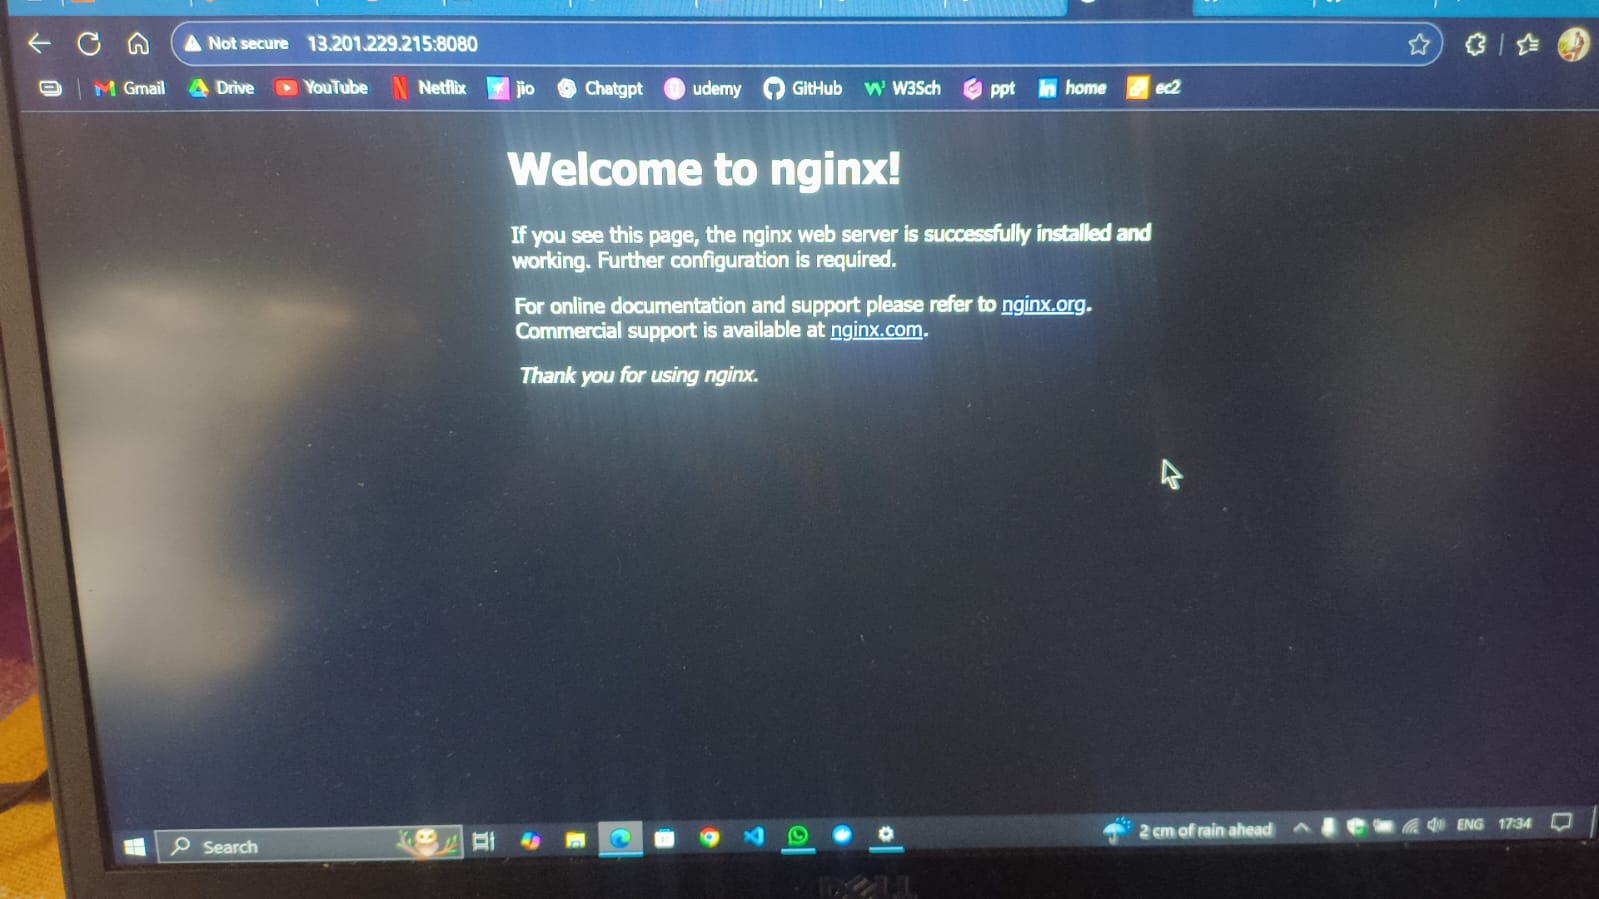 Not secure 13.201.229.215:8080
Gmail Drive YouTube Netflix jio Chatgpt udemy GitHub W3Sch ppt home ec2
Welcome to nginx!
If you see this page, the nginx web server is successfully installed and
working. Further configuration is required.
For online documentation and support please refer to nginx.org.
Commercial support is available at nginx.com.
Thank you for using nginx.
Search
2 cm of rain ahead
ENG
17:34
DELL